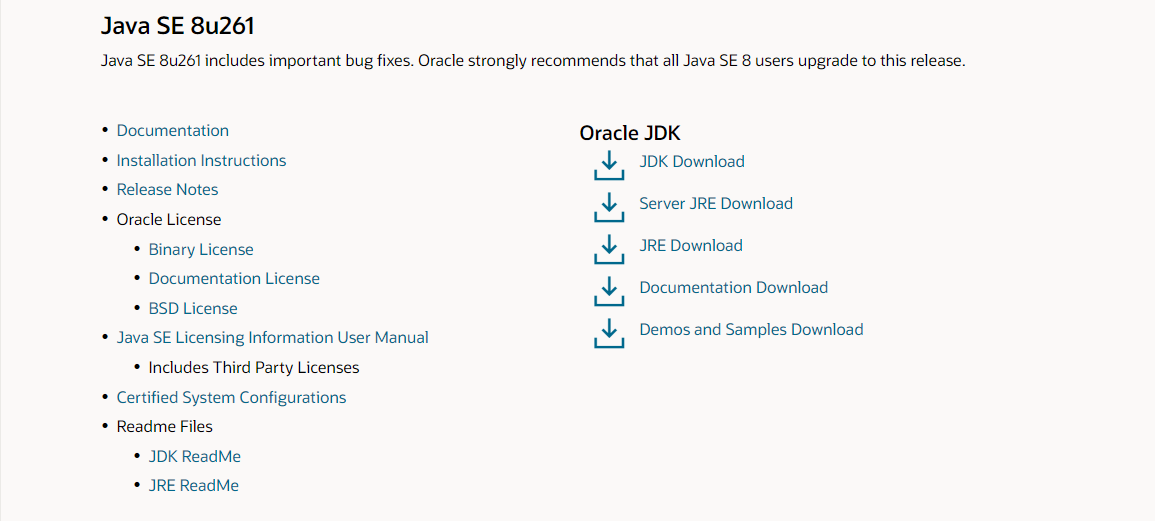 Java SE 8u261
Java SE 8u261 includes important bug fixes. Oracle strongly recommends that all Java SE 8 users upgrade to this release.
• Documentation
• Installation Instructions
• Release Notes
• Oracle License
• Binary License
• Documentation License
• BSD License
• Java SE Licensing Information User Manual
• Includes Third Party Licenses
• Certified System Configurations
• Readme Files
• JDK ReadMe
• JRE ReadMe
Oracle JDK
JDK Download
Server JRE Download
JRE Download
Documentation Download
Demos and Samples Download